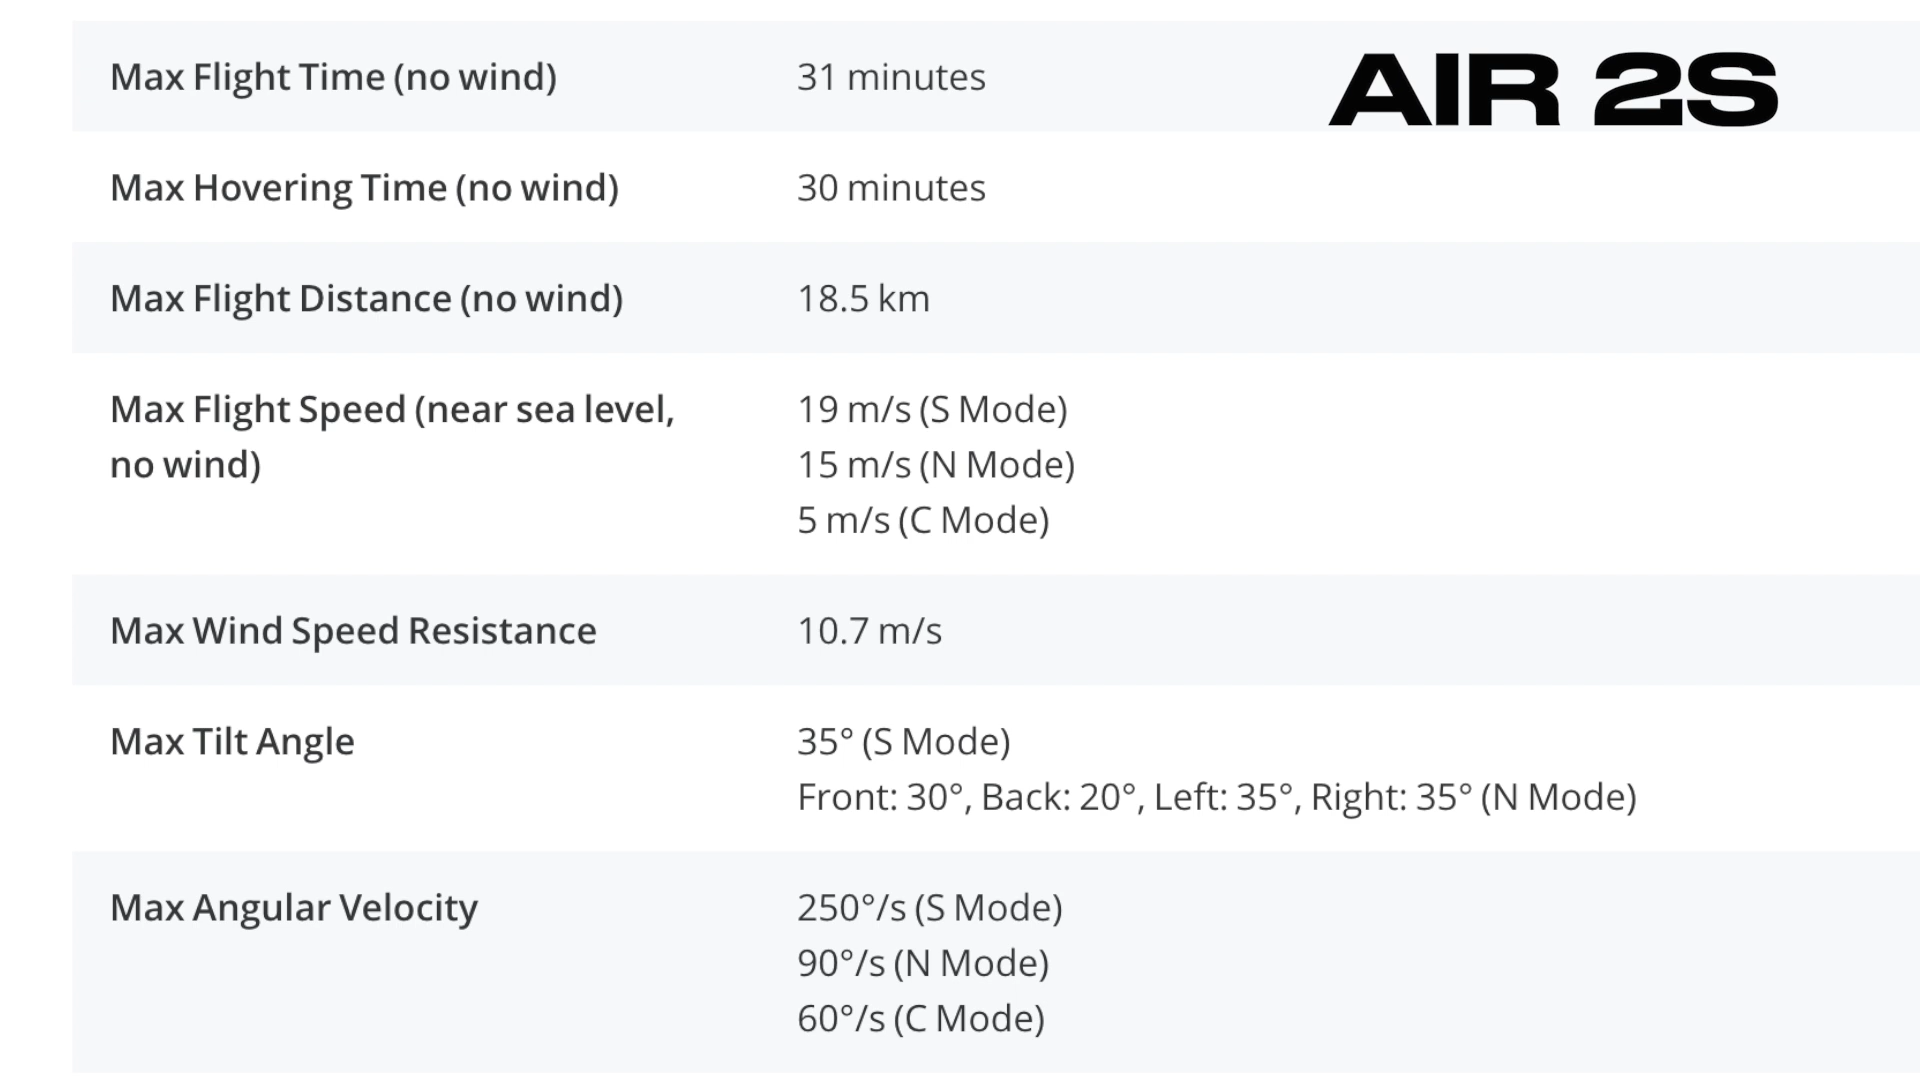 Max Flight Time (no wind) 31 minutes AIR 2S
Max Hovering Time (no wind) 30 minutes
Max Flight Distance (no wind) 18.5 km
Max Flight Speed (near sea level, 19 m/s (S Mode)
no wind) 15 m/s (N Mode)
5 m/s (C Mode)
Max Wind Speed Resistance 10.7 m/s
Max Tilt Angle 35° (S Mode)
Front: 30°, Back: 20°, Left: 35°, Right: 35° (N Mode)
Max Angular Velocity 250°/s (S Mode)
90°/s (N Mode)
60°/s (C Mode)